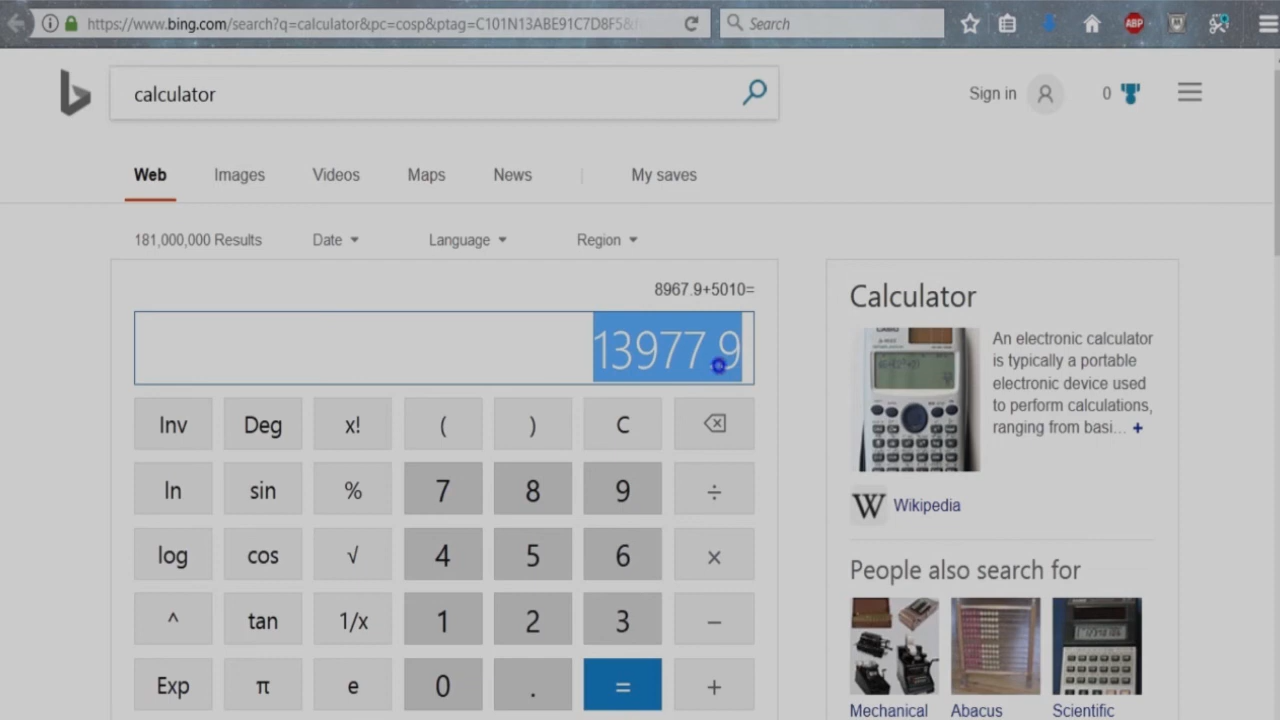 https://www.bing.com/search?q=calculator&pc=cosp&ptag=C101N13ABE91C7D8F5&
Search
ABP
calculator
Sign in
0
Web
Images
Videos
Maps
News
My saves
181,000,000 Results
Date
Language
Region
8967.9+5010=
13977.9
Inv Deg x! ( ) C
ln sin % 7 8 9 ÷
log cos √ 4 5 6 ×
^ tan 1/x 1 2 3 −
Exp π e 0 . = +
Calculator
An electronic calculator
is typically a portable
electronic device used
to perform calculations,
ranging from basi... +
W Wikipedia
People also search for
Mechanical
Abacus
Scientific